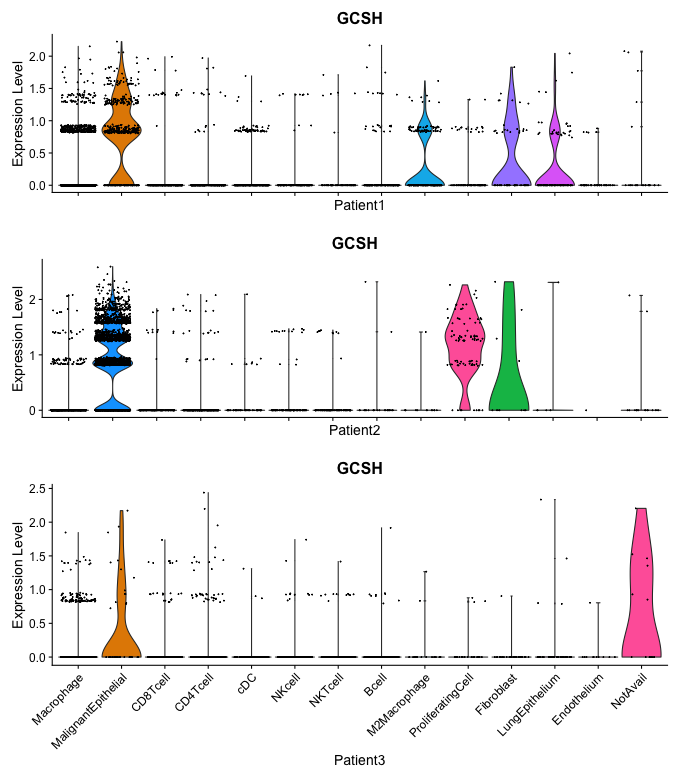 GCSH
Expression Level
2.0
1.5
1.0
0.5
0.0
Patient1
GCSH
Expression Level
2
1
0
Patient2
GCSH
Expression Level
2.5
2.0
1.5
1.0
0.5
0.0
Macrophage
MalignantEpithelial
CD8Tcell
CD4Tcell
cDC
NKcell
NKTcell
Bcell
M2Macrophage
ProliferatingCell
Fibroblast
LungEpithelium
Endothelium
NotAvail
Patient3